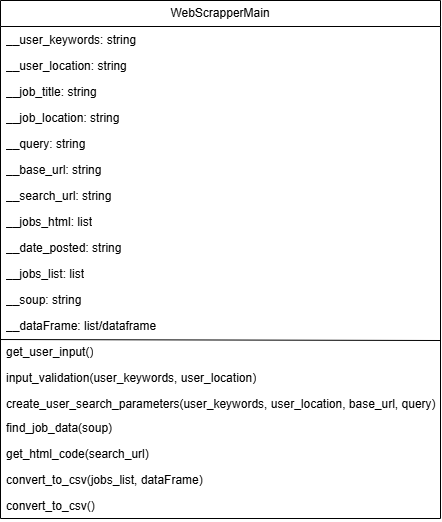 WebScrapperMain
__user_keywords: string
__user_location: string
__job_title: string
__job_location: string
__query: string
__base_url: string
__search_url: string
__jobs_html: list
__date_posted: string
__jobs_list: list
__soup: string
__dataFrame: list/dataframe
get_user_input()
input_validation(user_keywords, user_location)
create_user_search_parameters(user_keywords, user_location, base_url, query)
find_job_data(soup)
get_html_code(search_url)
convert_to_csv(jobs_list, dataFrame)
convert_to_csv()